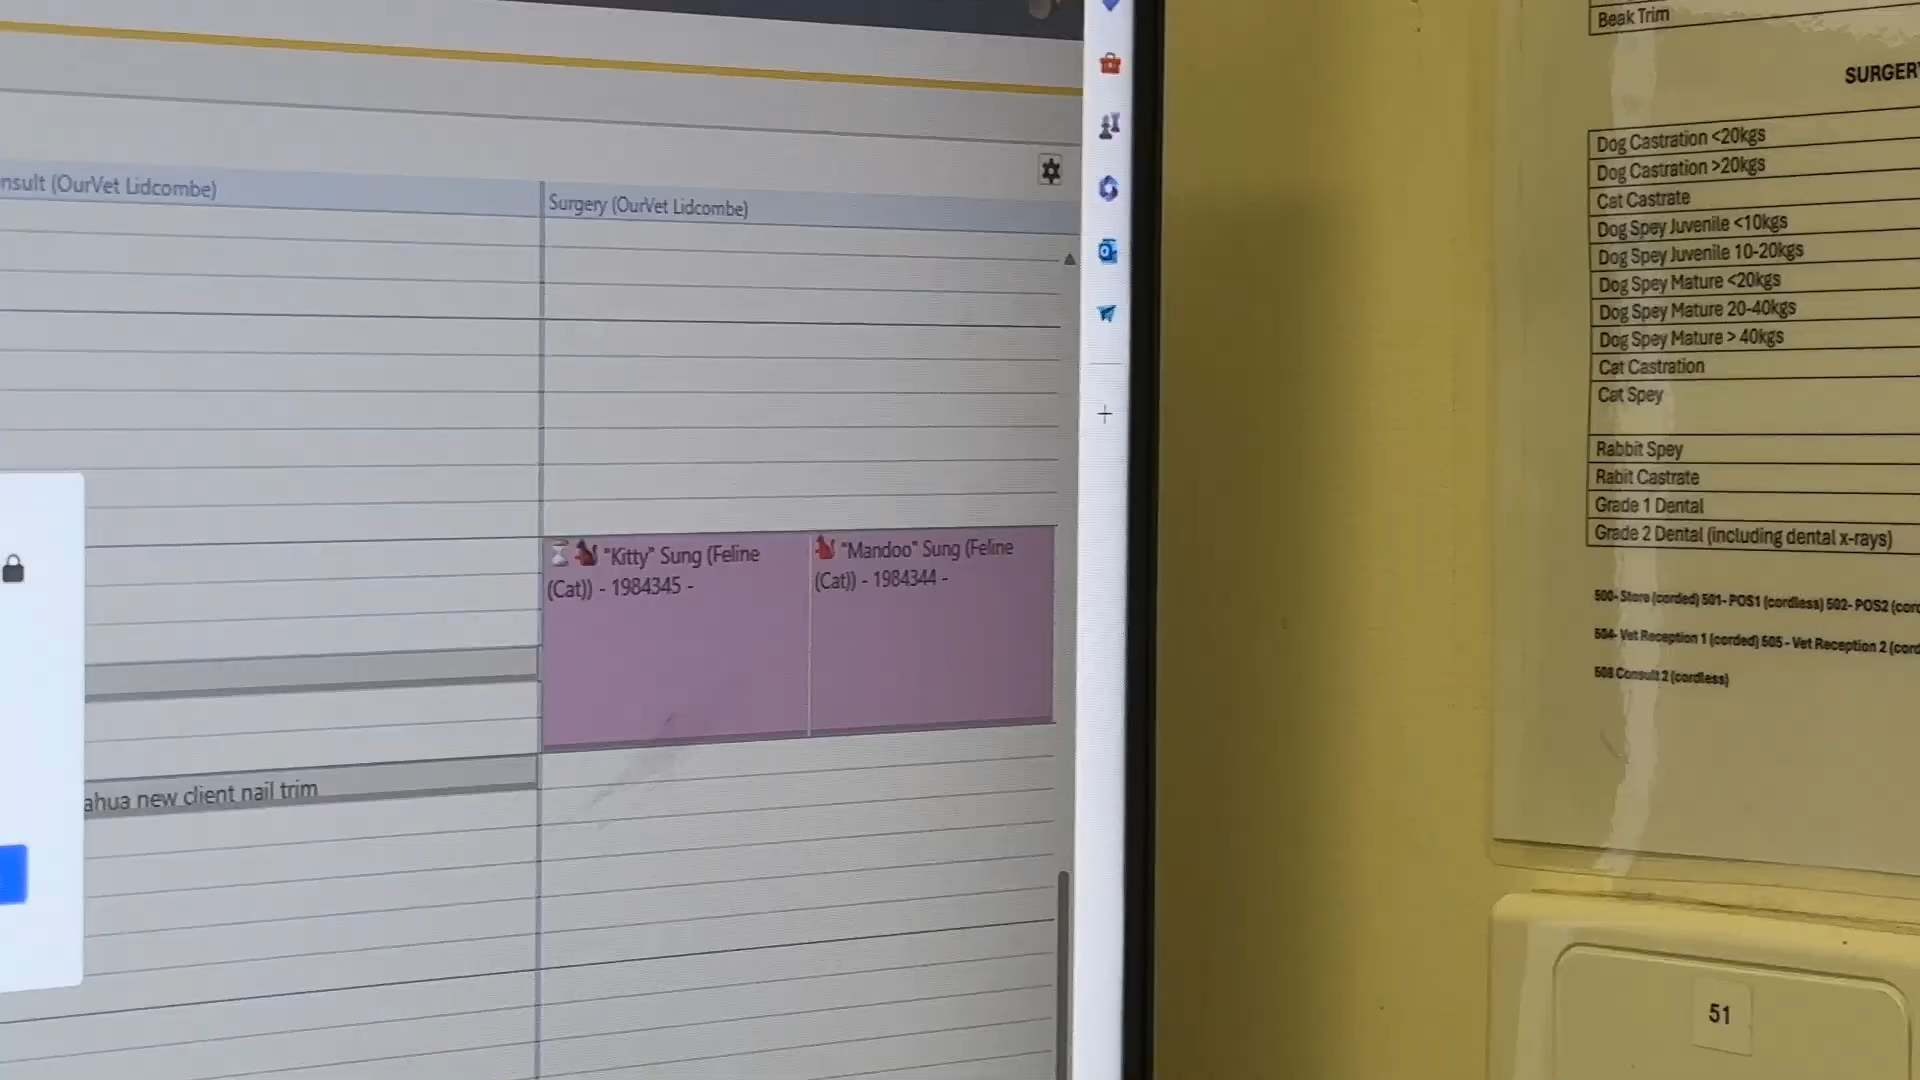 nsult (OurVet Lidcombe)
Surgery (OurVet Lidcombe)
"Kitty" Sung (Feline
(Cat)) - 1984345 -
"Mandoo" Sung (Feline
(Cat)) - 1984344 -
ahua new client nail trim
Beak Trim
SURGERY
Dog Castration <20kgs
Dog Castration >20kgs
Cat Castrate
Dog Spey Juvenile <10kgs
Dog Spey Juvenile 10-20kgs
Dog Spey Mature <20kgs
Dog Spey Mature 20-40kgs
Dog Spey Mature > 40kgs
Cat Castration
Cat Spey
Rabbit Spey
Rabit Castrate
Grade 1 Dental
Grade 2 Dental (including dental x-rays)
500- Store (corded) 501- POS1 (cordless) 502- POS2 (cord
504- Vet Reception 1 (corded) 505 - Vet Reception 2 (cord
508 Consult 2 (cordless)
51